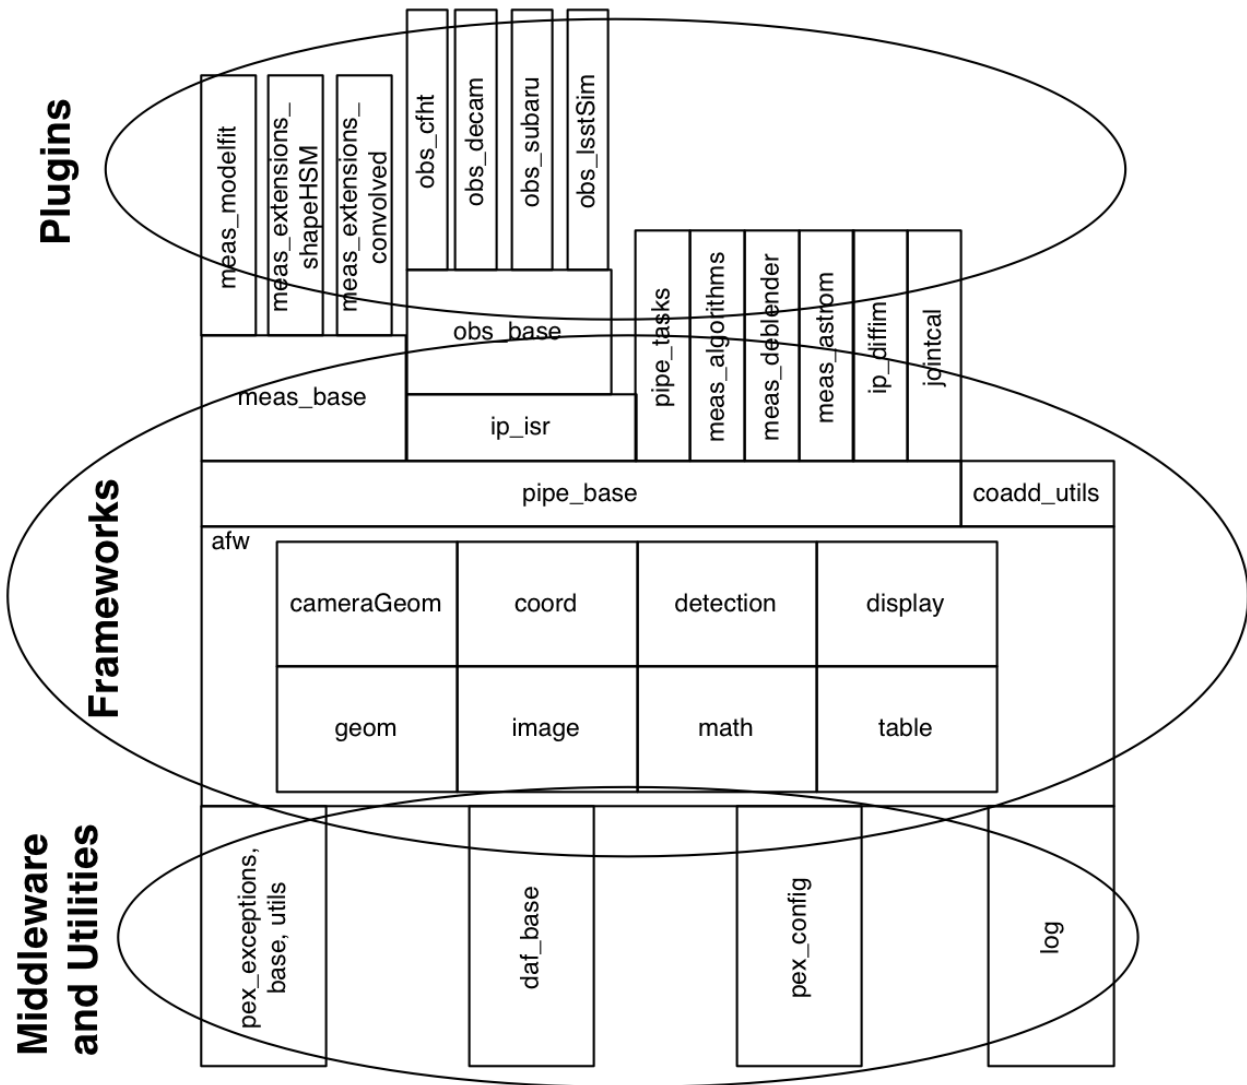 Plugins
meas_modelfit
meas_extensions_
shapeHSM
meas_extensions_
convolved
obs_cfht
obs_decam
obs_subaru
obs_lsstSim
obs_base
meas_base
ip_isr
pipe_tasks
meas_algorithms
meas_deblender
meas_astrom
ip_diffim
jointcal
Frameworks
pipe_base
coadd_utils
afw
cameraGeom
coord
detection
display
geom
image
math
table
Middleware
and Utilities
pex_exceptions,
base, utils
daf_base
pex_config
log